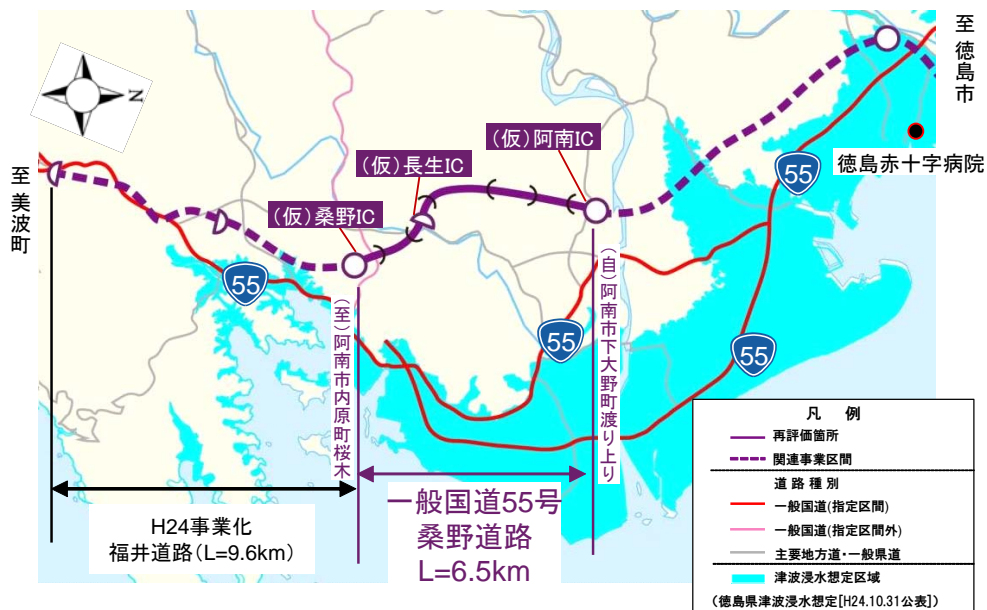 至徳島市
徳島赤十字病院
(仮)阿南IC
(仮)長生IC
(仮)桑野IC
至美波町
N
55
55
55
55
(至)阿南市内原町桜木
(自)阿南市下大野町渡り上り
H24事業化
福井道路(L=9.6km)
一般国道55号
桑野道路
L=6.5km
凡 例
再評価箇所
関連事業区間
道路種別
一般国道(指定区間)
一般国道(指定区間外)
主要地方道・一般県道
津波浸水想定区域
(徳島県津波浸水想定[H24.10.31公表])